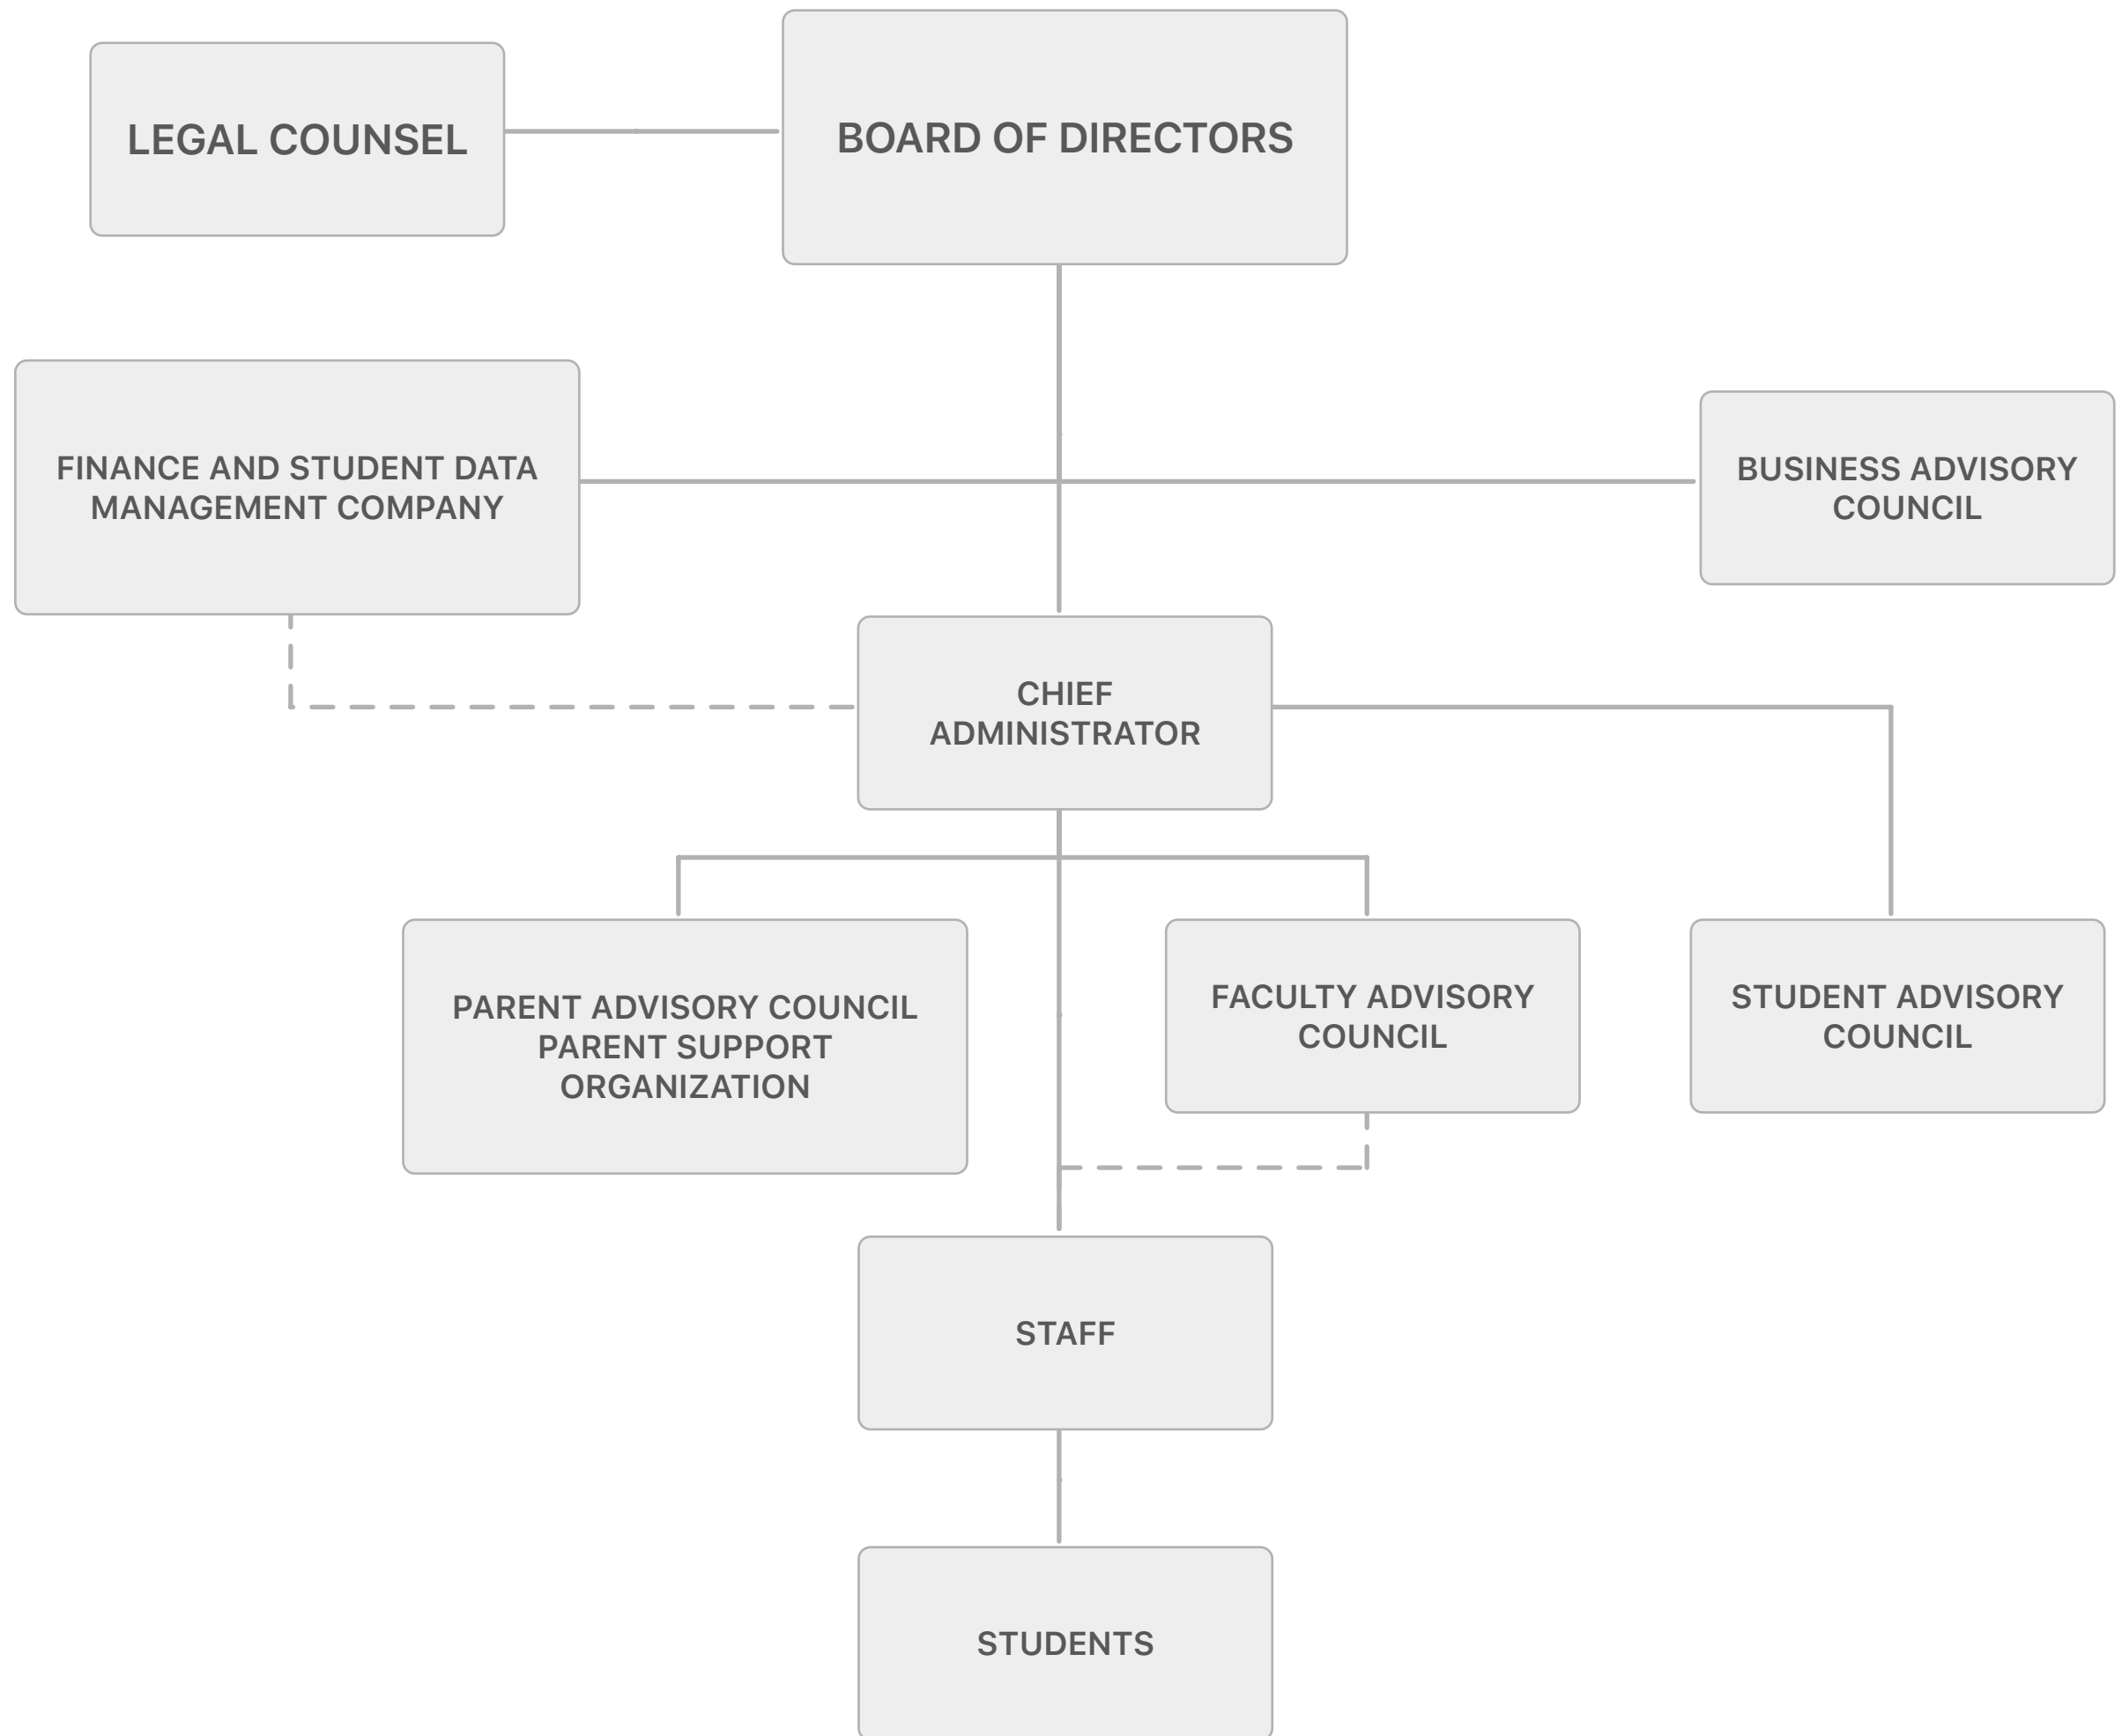 LEGAL COUNSEL
BOARD OF DIRECTORS
FINANCE AND STUDENT DATA
MANAGEMENT COMPANY
BUSINESS ADVISORY
COUNCIL
CHIEF
ADMINISTRATOR
PARENT ADVISORY COUNCIL
PARENT SUPPORT
ORGANIZATION
FACULTY ADVISORY
COUNCIL
STUDENT ADVISORY
COUNCIL
STAFF
STUDENTS